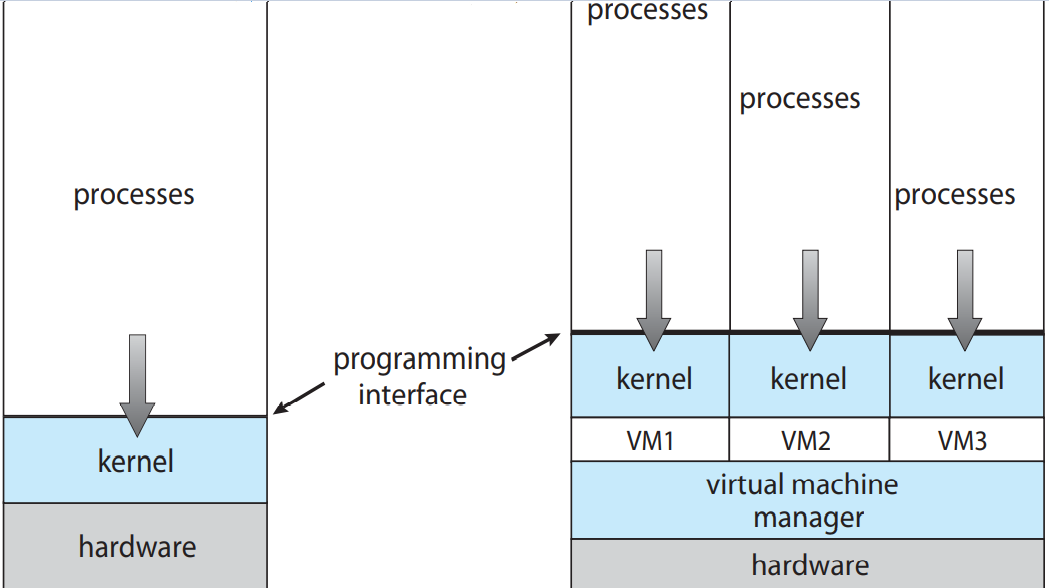 processes
kernel
hardware
programming
interface
processes
processes
processes
kernel
kernel
kernel
VM1
VM2
VM3
virtual machine
manager
hardware